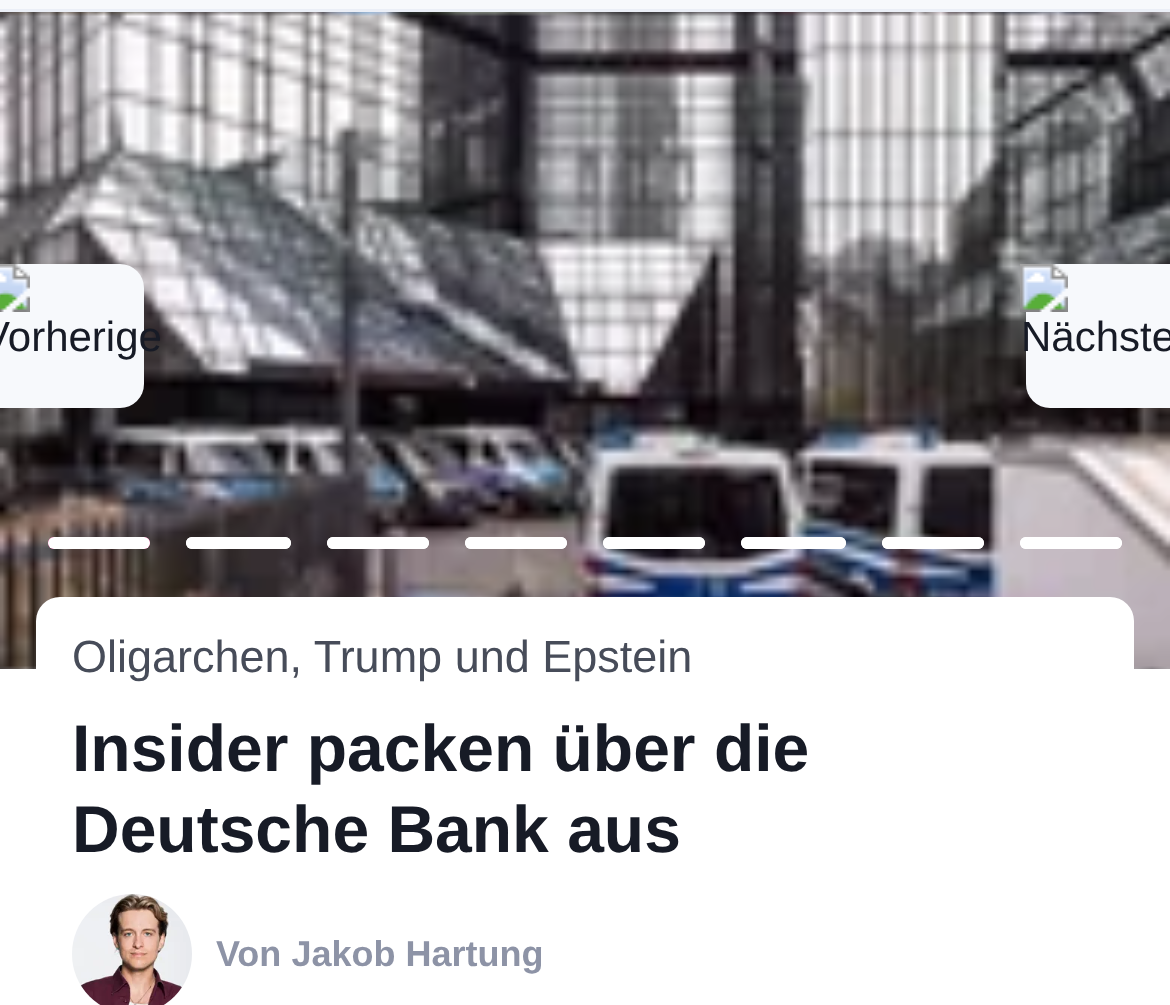 Vorherige
Nächste
Oligarchen, Trump und Epstein
Insider packen über die
Deutsche Bank aus
Von Jakob Hartung